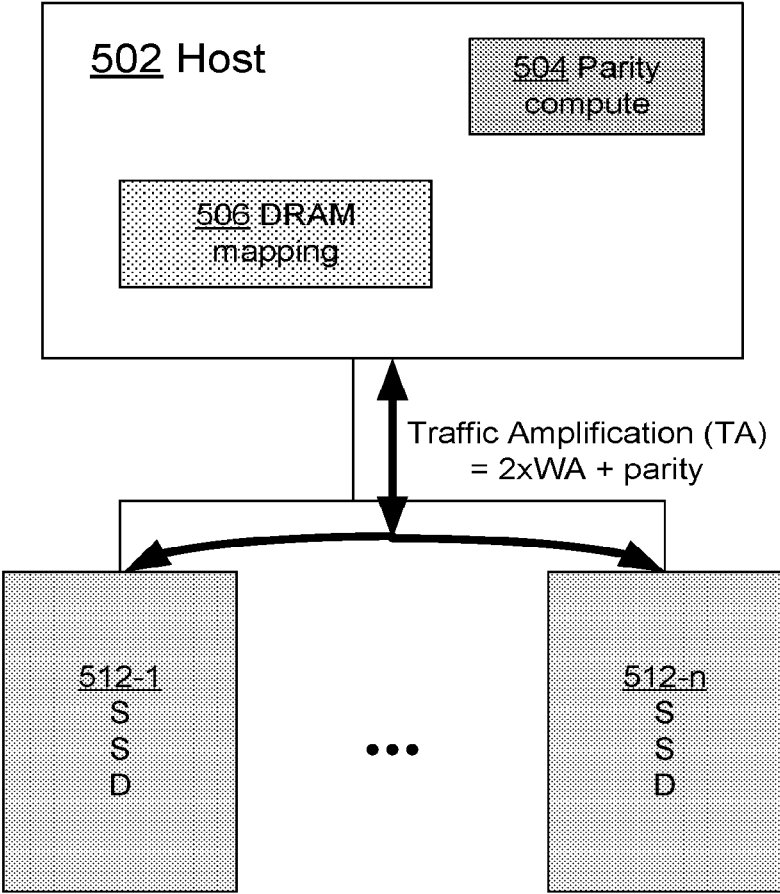 502 Host
504 Parity
compute
506 DRAM
mapping
Traffic Amplification (TA)
= 2xWA + parity
512-1
S
S
D
...
512-n
S
S
D